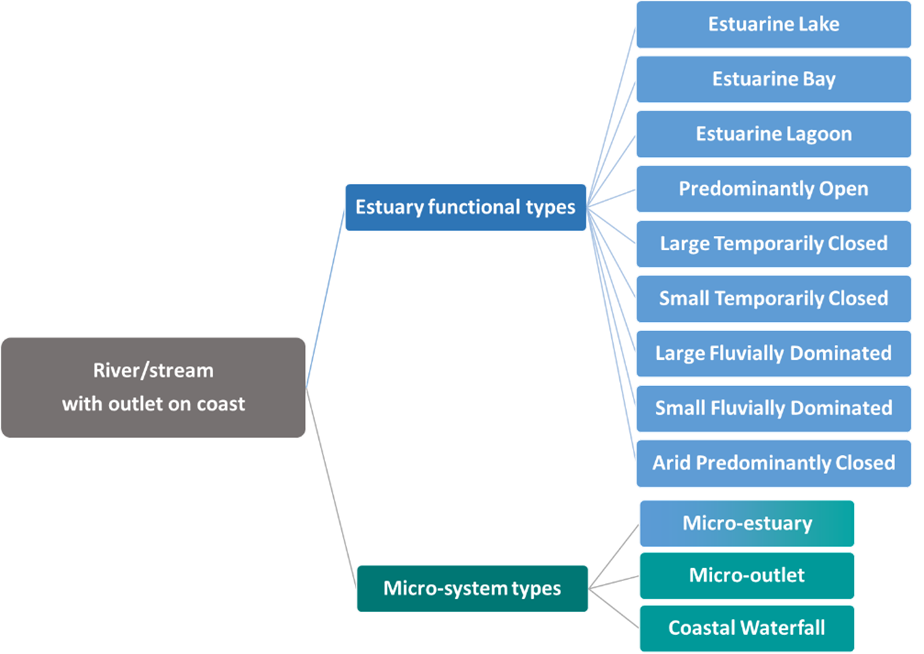 Estuarine Lake
Estuarine Bay
Estuarine Lagoon
Predominantly Open
Estuary functional types
Large Temporarily Closed
Small Temporarily Closed
Large Fluvially Dominated
River/stream
with outlet on coast
Small Fluvially Dominated
Arid Predominantly Closed
Micro-estuary
Micro-outlet
Micro-system types
Coastal Waterfall